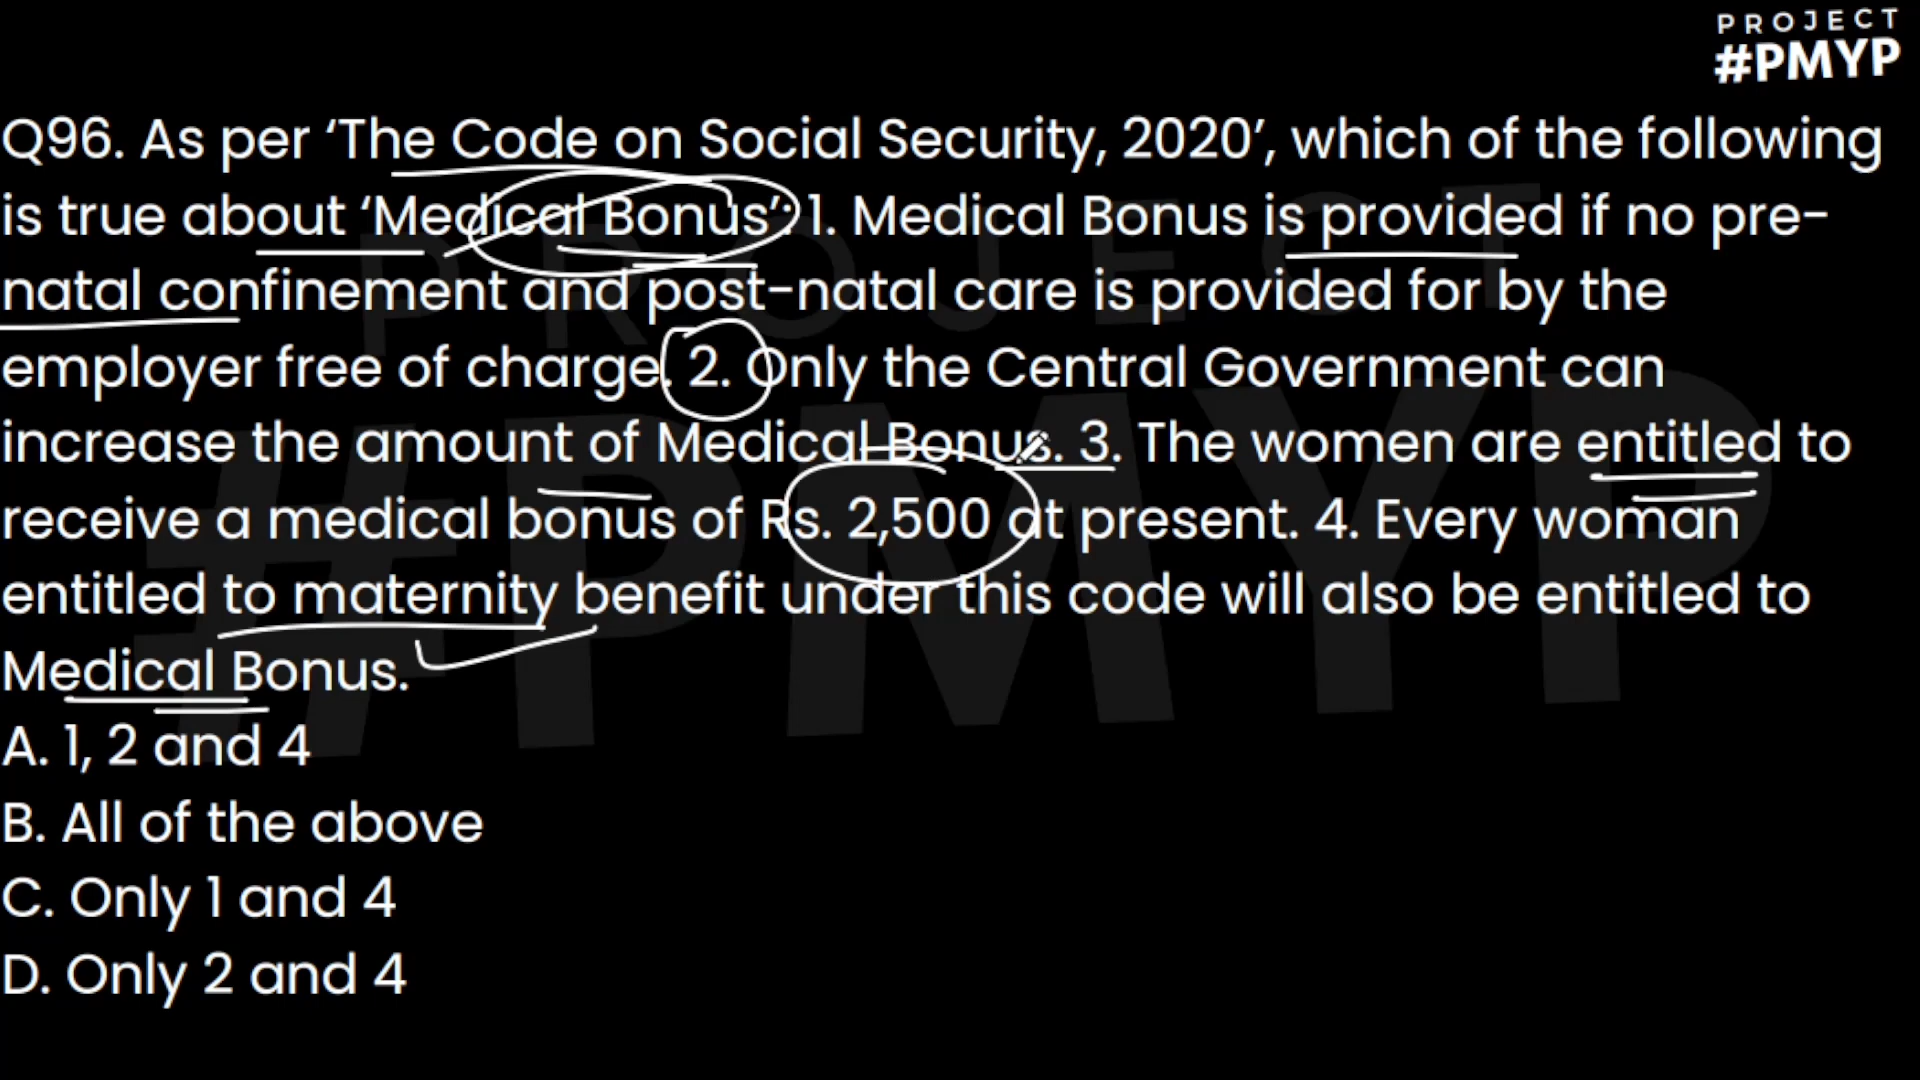 PROJECT
#PMYP
Q96. As per ‘The Code on Social Security, 2020’, which of the following
is true about ‘Medical Bonus’: 1. Medical Bonus is provided if no pre-
natal confinement and post-natal care is provided for by the
employer free of charge. 2. Only the Central Government can
increase the amount of Medical Bonus. 3. The women are entitled to
receive a medical bonus of Rs. 2,500 at present. 4. Every woman
entitled to maternity benefit under this code will also be entitled to
Medical Bonus.
A. 1, 2 and 4
B. All of the above
C. Only 1 and 4
D. Only 2 and 4
PROJECT
#PMYP